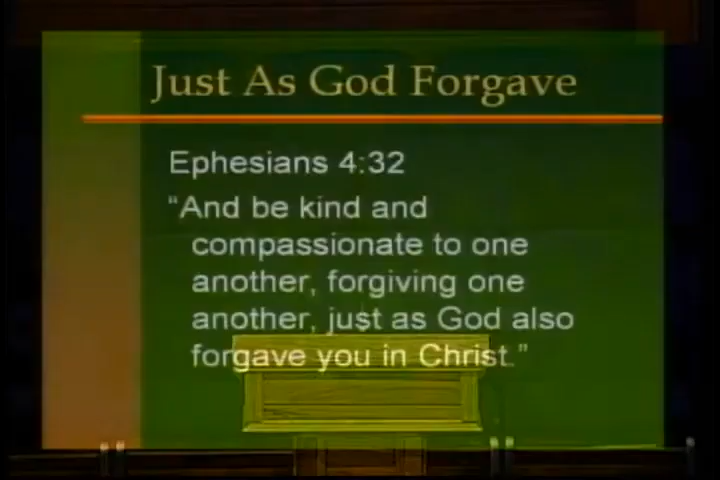 Just As God Forgave
Ephesians 4:32
“And be kind and
compassionate to one
another, forgiving one
another, just as God also
forgave you in Christ.”